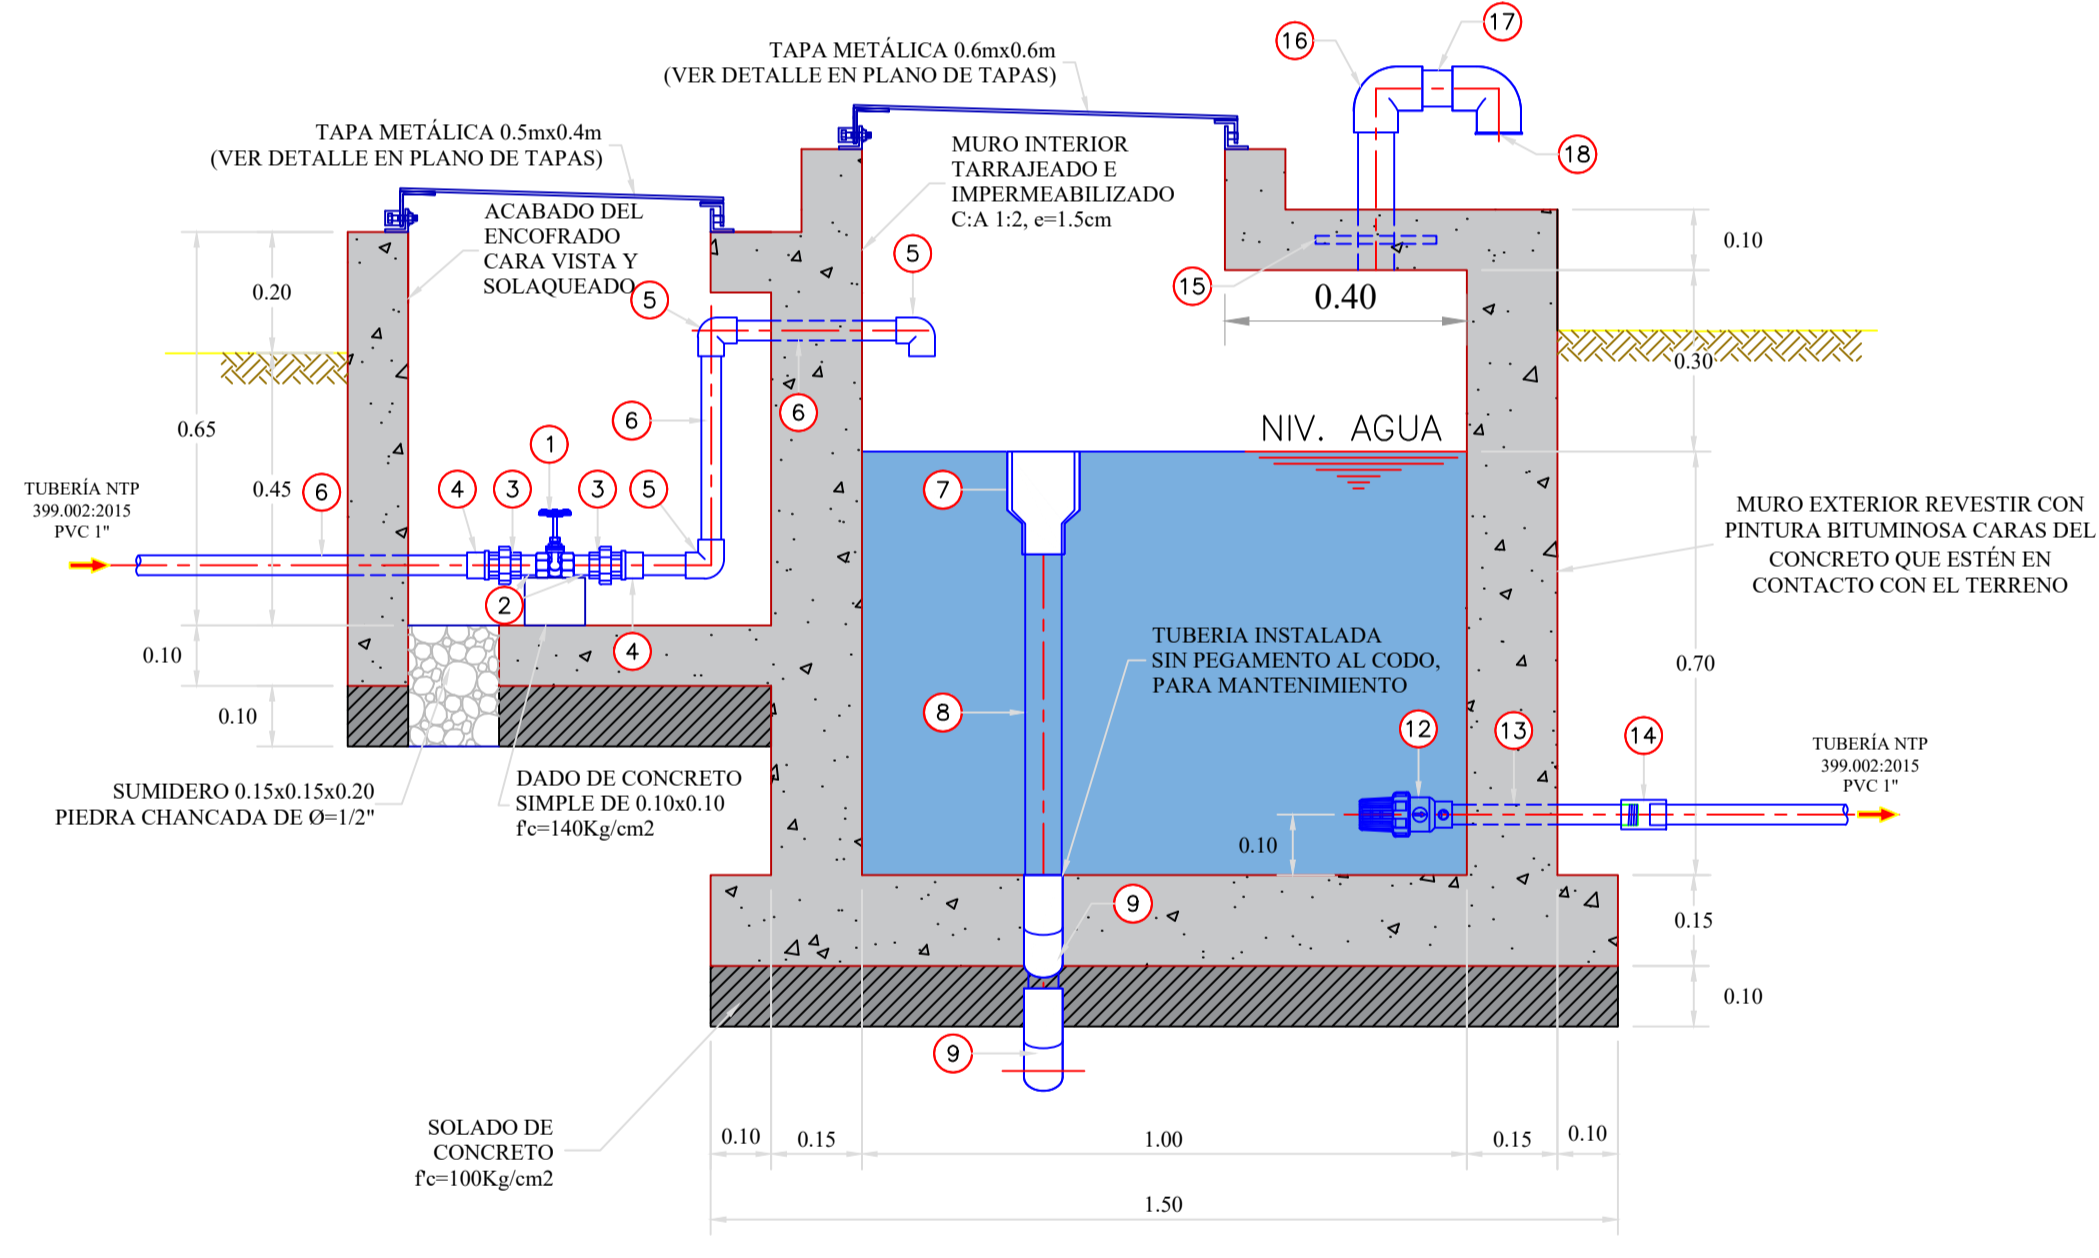 17
16
TAPA METÁLICA 0.6mx0.6m
(VER DETALLE EN PLANO DE TAPAS)
TAPA METÁLICA 0.5mx0.4m
(VER DETALLE EN PLANO DE TAPAS)
MURO INTERIOR
TARRAJEADO E
IMPERMEABILIZADO
C:A 1:2, e=1.5cm
18
ACABADO DEL
ENCOFRADO
CARA VISTA Y
SOLAQUEADO
5
5
15
0.40
0.10
0.20
0.30
0.65
6
6
1
NIV. AGUA
0.45
TUBERÍA NTP
399.002:2015
PVC 1"
6
4
3
3
5
7
MURO EXTERIOR REVESTIR CON
PINTURA BITUMINOSA CARAS DEL
CONCRETO QUE ESTÉN EN
CONTACTO CON EL TERRENO
2
4
0.10
TUBERIA INSTALADA
SIN PEGAMENTO AL CODO,
PARA MANTENIMIENTO
0.70
0.10
8
12
13
14
TUBERÍA NTP
399.002:2015
PVC 1"
SUMIDERO 0.15x0.15x0.20
PIEDRA CHANCADA DE Ø=1/2"
DADO DE CONCRETO
SIMPLE DE 0.10x0.10
f'c=140Kg/cm2
0.10
9
0.15
0.10
9
SOLADO DE
CONCRETO
f'c=100Kg/cm2
0.10
0.15
1.00
0.15
0.10
1.50